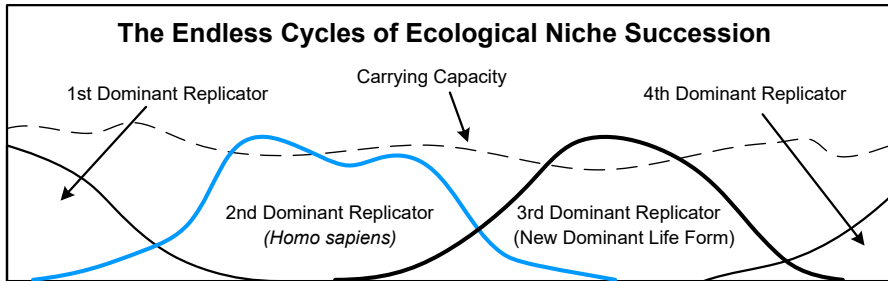 The Endless Cycles of Ecological Niche Succession
Carrying Capacity
1st Dominant Replicator
4th Dominant Replicator
2nd Dominant Replicator
(Homo sapiens)
3rd Dominant Replicator
(New Dominant Life Form)